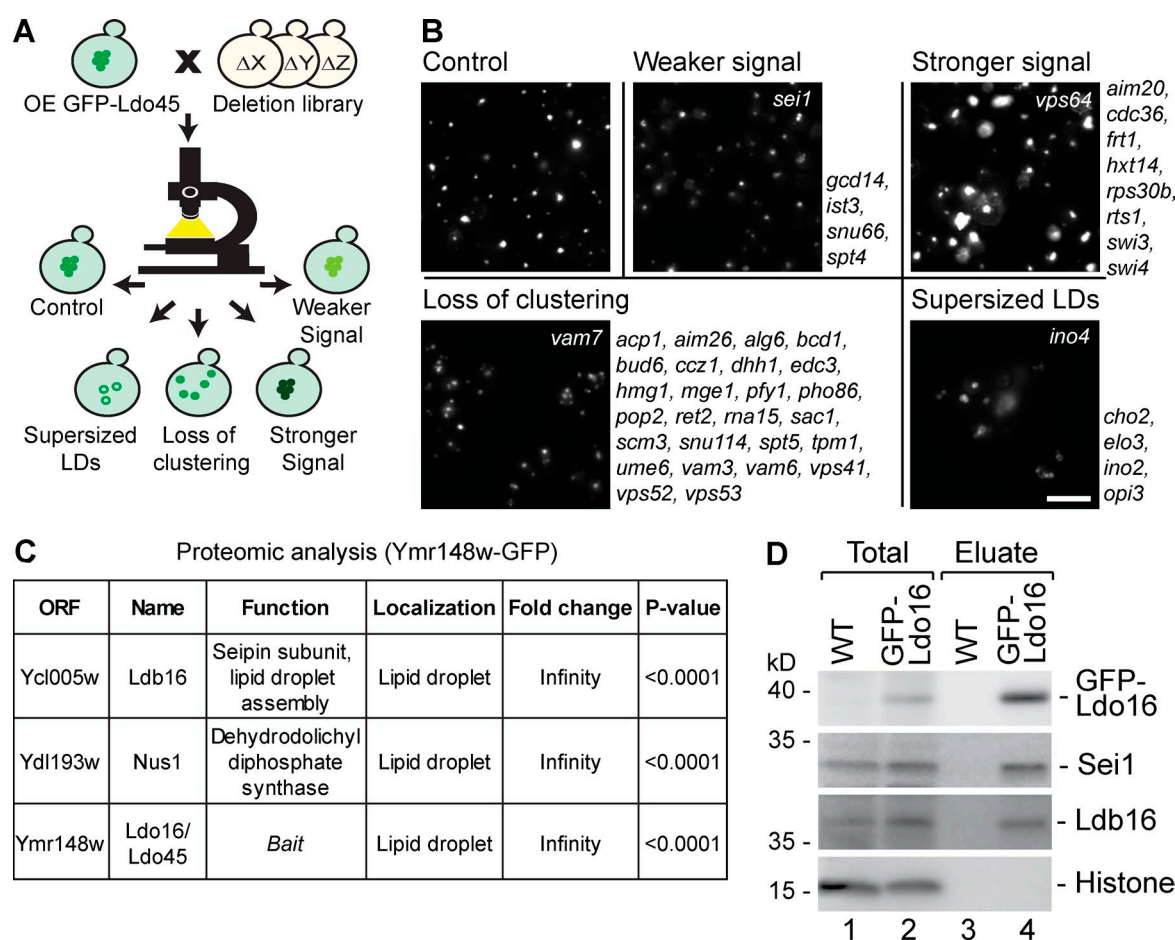 A
OE GFP-Ldo45
X
ΔX ΔY ΔZ
Deletion library
Control
Weaker
Signal
Supersized
LDs
Loss of
clustering
Stronger
Signal
B
Control
Weaker signal
sei1
gcd14,
ist3,
snu66,
spt4
Stronger signal
vps64
aim20,
cdc36,
frt1,
hxt14,
rps30b,
rts1,
swi3,
swi4
Loss of clustering
vam7
acp1, aim26, alg6, bcd1,
bud6, ccz1, dhh1, edc3,
hmg1, mge1, pfy1, pho86,
pop2, ret2, rna15, sac1,
scm3, snu114, spt5, tpm1,
ume6, vam3, vam6, vps41,
vps52, vps53
Supersized LDs
ino4
cho2,
elo3,
ino2,
opi3
C
Proteomic analysis (Ymr148w-GFP)
ORF Name Function Localization Fold change P-value
Ycl005w Ldb16 Seipin subunit, lipid droplet assembly Lipid droplet Infinity <0.0001
Ydl193w Nus1 Dehydrodolichyl diphosphate synthase Lipid droplet Infinity <0.0001
Ymr148w Ldo16/ Ldo45 Bait Lipid droplet Infinity <0.0001
D
Total Eluate
WT
GFP-
Ldo16
WT
GFP-
Ldo16
kD
40 -
- GFP-
Ldo16
35 -
- Sei1
- Ldb16
35 -
15 -
- Histone
1 2 3 4